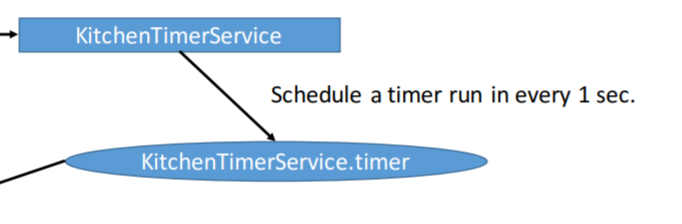 KitchenTimerService
Schedule a timer run in every 1 sec.
KitchenTimerService.timer